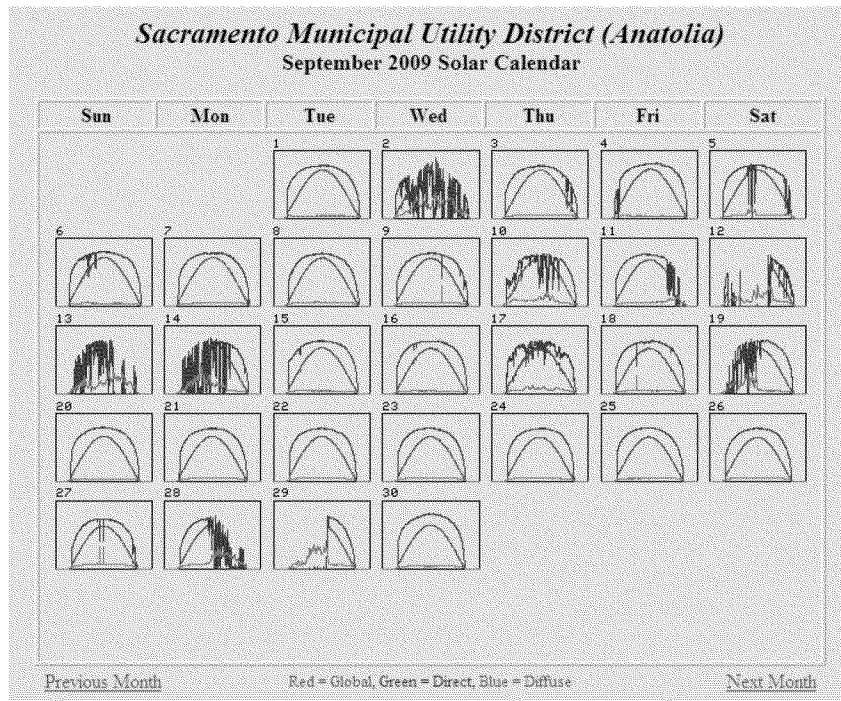 Sacramento Municipal Utility District (Anatolia)
September 2009 Solar Calendar
Sun Mon Tue Wed Thu Fri Sat
1 2 3 4 5
6 7 8 9 10 11 12
13 14 15 16 17 18 19
20 21 22 23 24 25 26
27 28 29 30
Previous Month Red = Global, Green = Direct, Blue = Diffuse Next Month